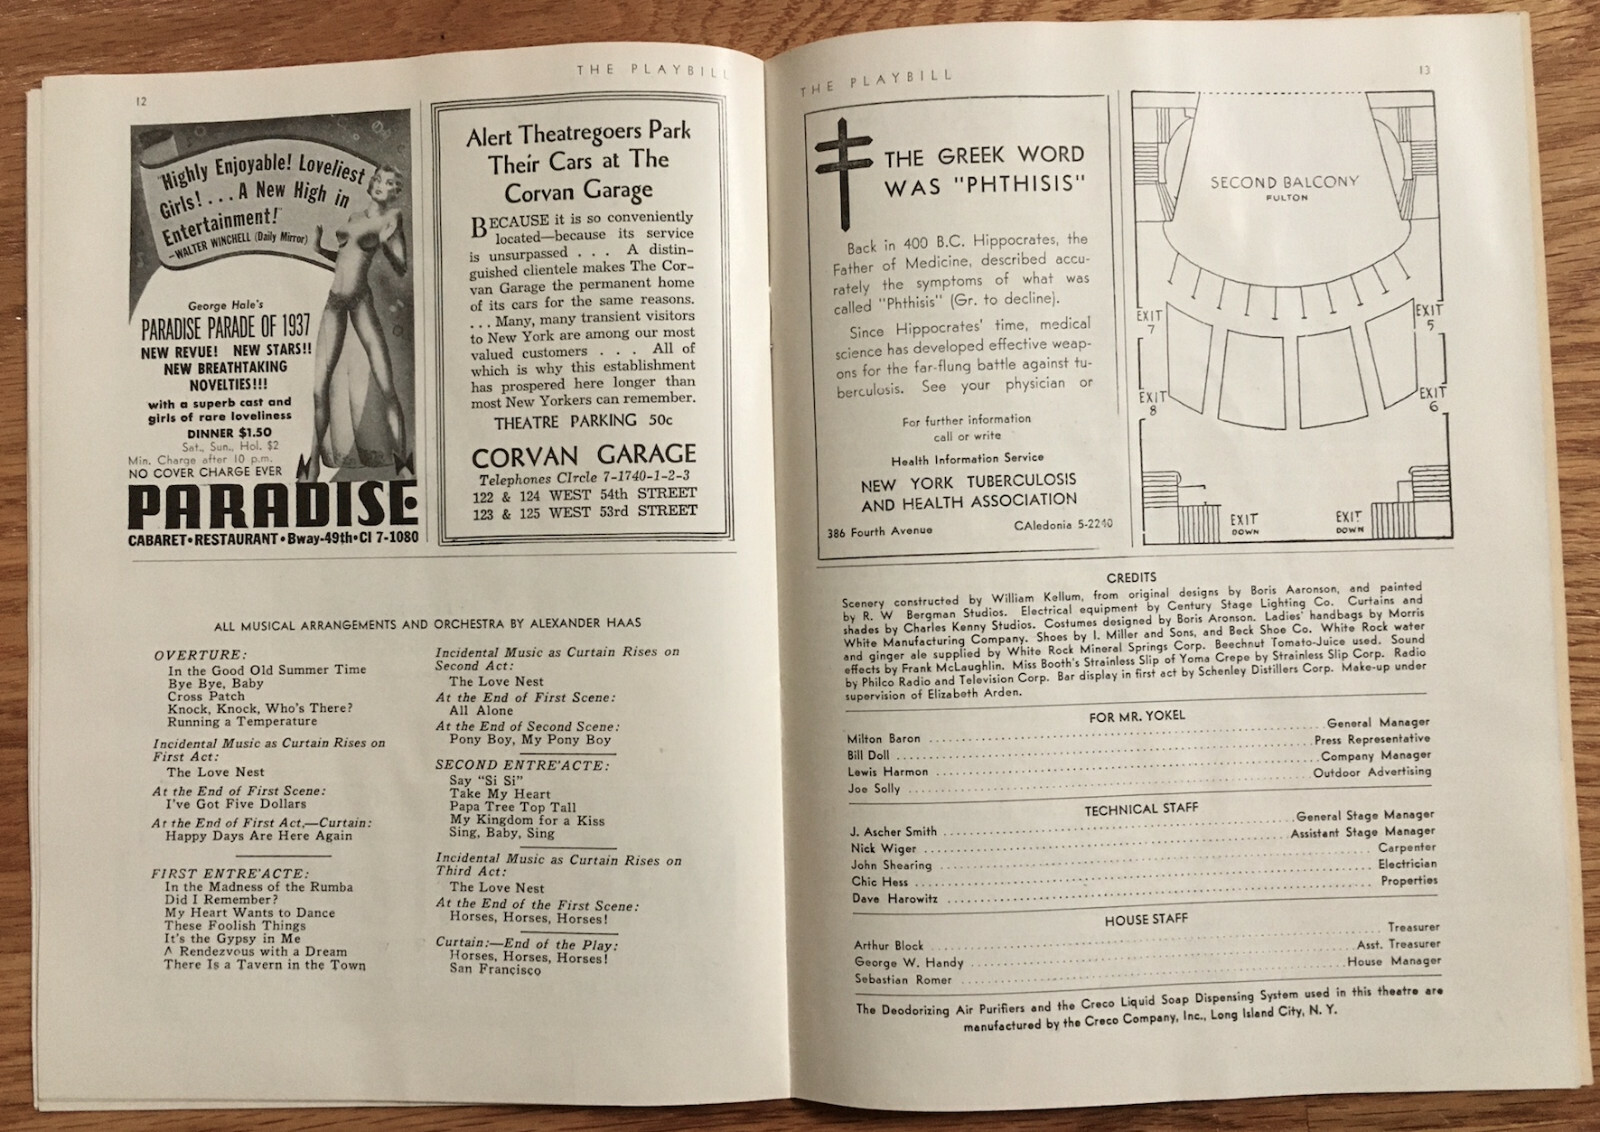 12
THE PLAYBILL
"Highly Enjoyable! Loveliest
Girls! . . . A New High in
Entertainment!"
—WALTER WINCHELL (Daily Mirror)
George Hale's
PARADISE PARADE OF 1937
NEW REVUE! NEW STARS!!
NEW BREATHTAKING
NOVELTIES!!!
with a superb cast and
girls of rare loveliness
DINNER $1.50
Sat., Sun., Hol. $2
Min. Charge after 10 p.m.
NO COVER CHARGE EVER
PARADISE
CABARET•RESTAURANT•Bway-49th•CI 7-1080
Alert Theatregoers Park
Their Cars at The
Corvan Garage
BECAUSE it is so conveniently
located—because its service
is unsurpassed . . . A distin-
guished clientele makes The Cor-
van Garage the permanent home
of its cars for the same reasons.
. . . Many, many transient visitors
to New York are among our most
valued customers . . . All of
which is why this establishment
has prospered here longer than
most New Yorkers can remember.
THEATRE PARKING 50c
CORVAN GARAGE
Telephones CIrcle 7-1740-1-2-3
122 & 124 WEST 54th STREET
123 & 125 WEST 53rd STREET
ALL MUSICAL ARRANGEMENTS AND ORCHESTRA BY ALEXANDER HAAS
OVERTURE:
In the Good Old Summer Time
Bye Bye, Baby
Cross Patch
Knock, Knock, Who's There?
Running a Temperature
Incidental Music as Curtain Rises on
First Act:
The Love Nest
At the End of First Scene:
I've Got Five Dollars
At the End of First Act,—Curtain:
Happy Days Are Here Again
FIRST ENTRE'ACTE:
In the Madness of the Rumba
Did I Remember?
My Heart Wants to Dance
These Foolish Things
It's the Gypsy in Me
A Rendezvous with a Dream
There Is a Tavern in the Town
Incidental Music as Curtain Rises on
Second Act:
The Love Nest
At the End of First Scene:
All Alone
At the End of Second Scene:
Pony Boy, My Pony Boy
SECOND ENTRE'ACTE:
Say "Si Si"
Take My Heart
Papa Tree Top Tall
My Kingdom for a Kiss
Sing, Baby, Sing
Incidental Music as Curtain Rises on
Third Act:
The Love Nest
At the End of the First Scene:
Horses, Horses, Horses!
Curtain:—End of the Play:
Horses, Horses, Horses!
San Francisco
THE PLAYBILL
13
THE GREEK WORD
WAS "PHTHISIS"
Back in 400 B.C. Hippocrates, the
Father of Medicine, described accu-
rately the symptoms of what was
called "Phthisis" (Gr. to decline).
Since Hippocrates' time, medical
science has developed effective weap-
ons for the far-flung battle against tu-
berculosis. See your physician or
For further information
call or write
Health Information Service
NEW YORK TUBERCULOSIS
AND HEALTH ASSOCIATION
386 Fourth Avenue CAledonia 5-2240
SECOND BALCONY
FULTON
EXIT
7
EXIT
5
EXIT
8
EXIT
6
EXIT
DOWN
EXIT
DOWN
CREDITS
Scenery constructed by William Kellum, from original designs by Boris Aaronson, and painted
by R. W. Bergman Studios. Electrical equipment by Century Stage Lighting Co. Curtains and
shades by Charles Kenny Studios. Costumes designed by Boris Aronson. Ladies' handbags by Morris
White Manufacturing Company. Shoes by I. Miller and Sons, and Beck Shoe Co. White Rock water
and ginger ale supplied by White Rock Mineral Springs Corp. Beechnut Tomato-Juice used. Sound
effects by Frank McLaughlin. Miss Booth's Strainless Slip of Yoma Crepe by Strainless Slip Corp. Radio
by Philco Radio and Television Corp. Bar display in first act by Schenley Distillers Corp. Make-up under
supervision of Elizabeth Arden.
FOR MR. YOKEL
Milton Baron General Manager
Bill Doll Press Representative
Lewis Harmon Company Manager
Joe Solly Outdoor Advertising
TECHNICAL STAFF
J. Ascher Smith General Stage Manager
Nick Wiger Assistant Stage Manager
John Shearing Carpenter
Chic Hess Electrician
Dave Harowitz Properties
HOUSE STAFF
Arthur Block Treasurer
George W. Handy Asst. Treasurer
Sebastian Romer House Manager
The Deodorizing Air Purifiers and the Creco Liquid Soap Dispensing System used in this theatre are
manufactured by the Creco Company, Inc., Long Island City, N. Y.